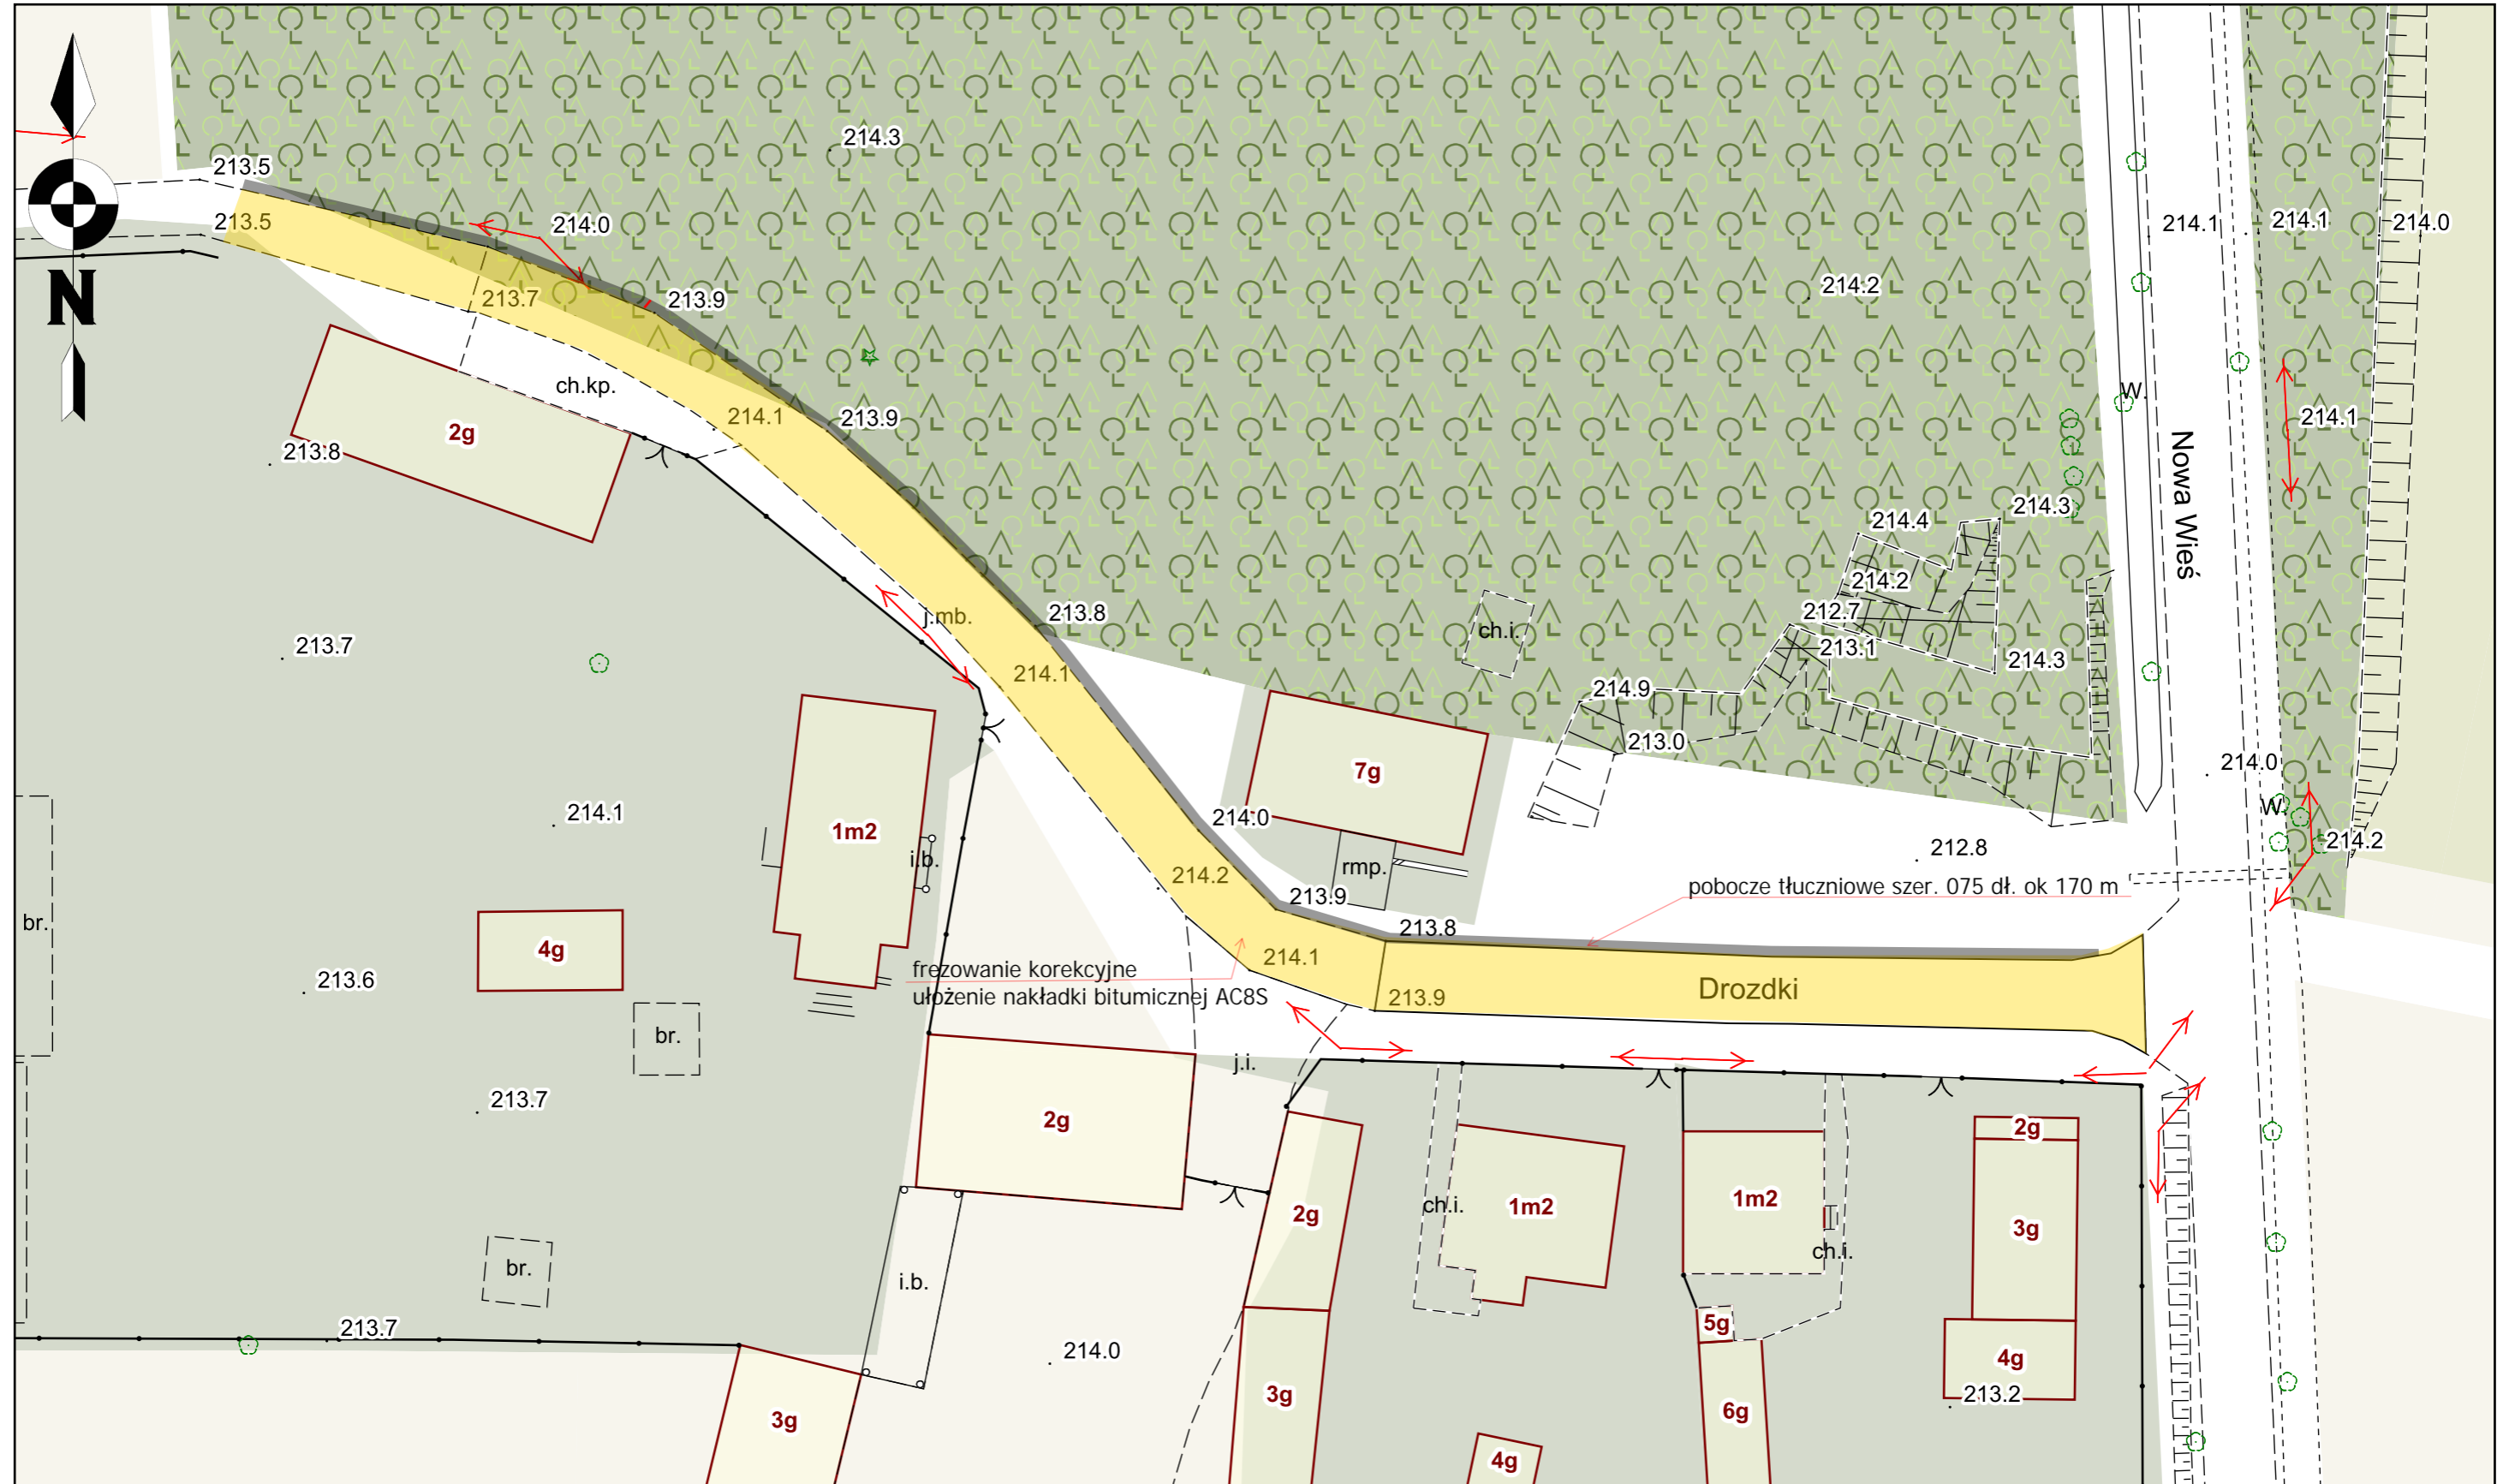 214.3
213.5
213.5
214.0
214.1
214.1
214.0
N
213.7
213.9
214.2
ch.kp.
W.
214.1
213.9
214.1
2g
213.8
Nowa Wieś
214.3
214.4
214.2
j.mb.
213.8
212.7
ch.i.
213.7
213.1
214.1
214.3
214.9
213.0
7g
214.0
214.1
214.0
W.
1m2
214.2
i.b.
rmp.
212.8
214.2
pobocze tłuczniowe szer. 075 dł. ok 170 m
213.9
br.
213.8
4g
214.1
frezowanie korekcyjne
ułożenie nakładki bitumicznej AC8S
213.6
213.9
Drozdki
br.
j.i.
213.7
2g
2g
1m2
1m2
ch.i.
2g
3g
br.
i.b.
ch.i.
213.7
5g
214.0
4g
213.2
3g
3g
6g
4g